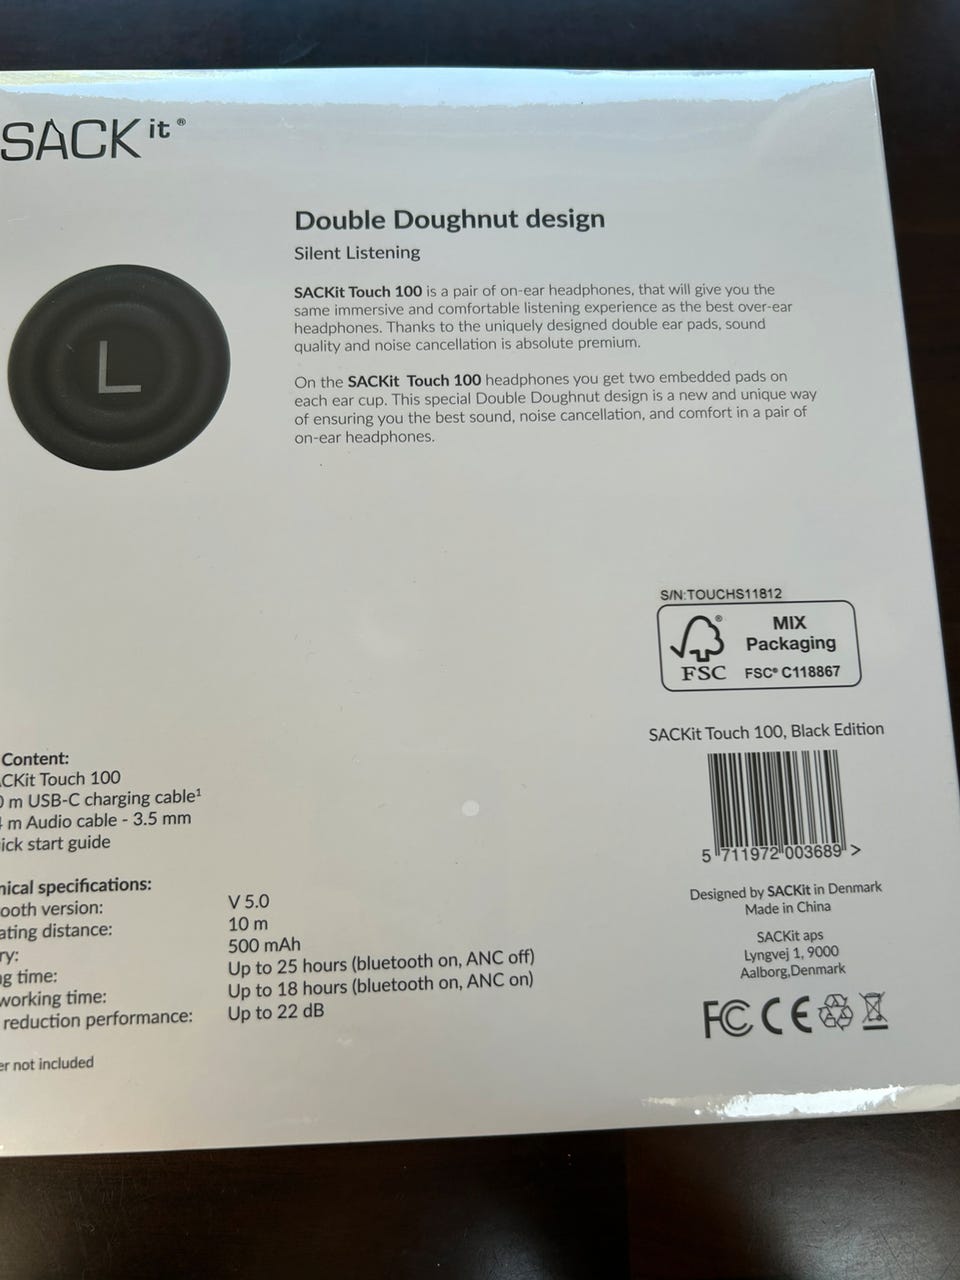 SACKit®
L
Double Doughnut design
Silent Listening
SACKit Touch 100 is a pair of on-ear headphones, that will give you the
same immersive and comfortable listening experience as the best over-ear
headphones. Thanks to the uniquely designed double ear pads, sound
quality and noise cancellation is absolute premium.
On the SACKit Touch 100 headphones you get two embedded pads on
each ear cup. This special Double Doughnut design is a new and unique way
of ensuring you the best sound, noise cancellation, and comfort in a pair of
on-ear headphones.
S/N:TOUCHS11812
MIX
Packaging
FSC® C118867
FSC
SACKit Touch 100, Black Edition
5 711972 003689 >
Designed by SACKit in Denmark
Made in China
SACKit aps
Lyngvej 1, 9000
Aalborg,Denmark
FC CE
Content:
CKit Touch 100
m USB-C charging cable¹
m Audio cable - 3.5 mm
ick start guide
nical specifications:
ooth version: V 5.0
ating distance: 10 m
ry: 500 mAh
g time: Up to 25 hours (bluetooth on, ANC off)
working time: Up to 18 hours (bluetooth on, ANC on)
reduction performance: Up to 22 dB
er not included